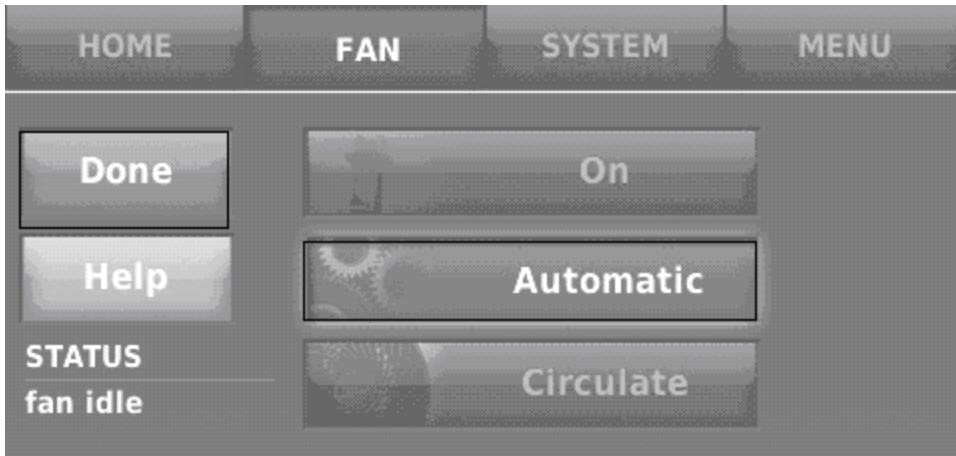 HOME
FAN
SYSTEM
MENU
Done
On
Help
Automatic
STATUS
fan idle
Circulate